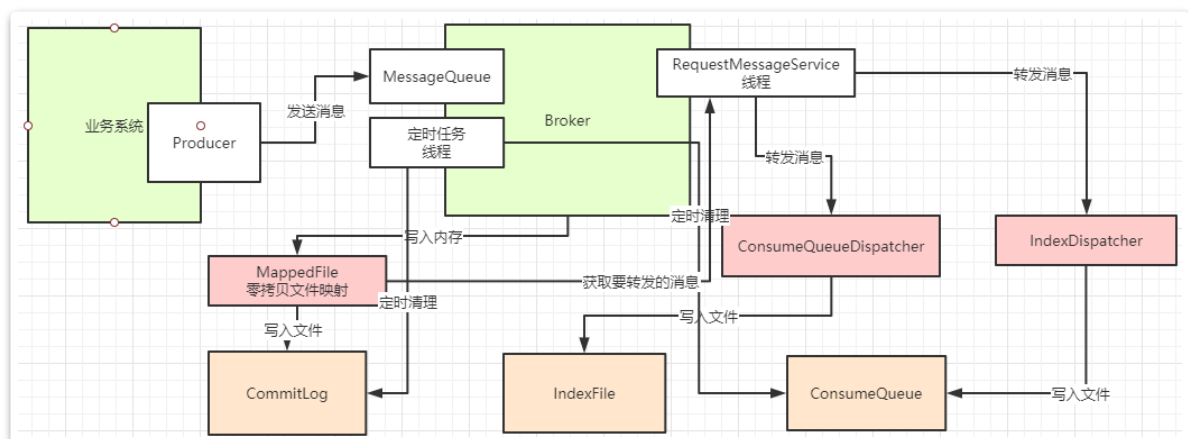 业务系统
Producer
发送消息
MessageQueue
定时任务
线程
Broker
RequestMessageService
线程
转发消息
转发消息
写入内存
定时清理
ConsumeQueueDispatcher
IndexDispatcher
MappedFile
零拷贝文件映射
定时清理
获取要转发的消息
写入文件
写入文件
写入文件
CommitLog
IndexFile
ConsumeQueue